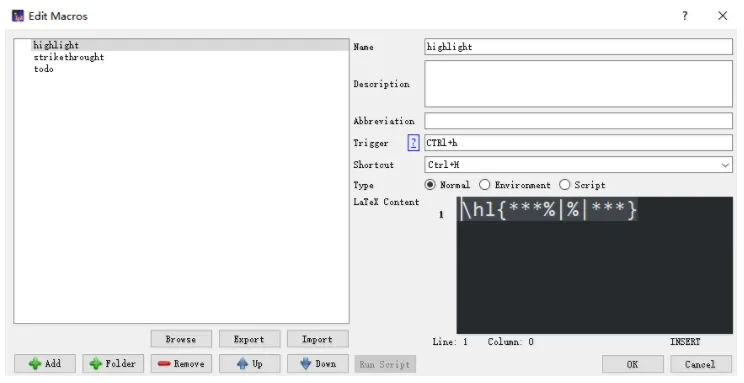 Edit Macros
?
highlight
strikethrought
todo
Name highlight
Description
Abbreviation
Trigger ? CTRl+h
Shortcut Ctrl+H
Type Normal Environment Script
LaTeX Content
1 \hl{***%|%|***}
Line: 1 Column: 0 INSERT
Browse Export Import
Add Folder Remove Up Down Run Script OK Cancel